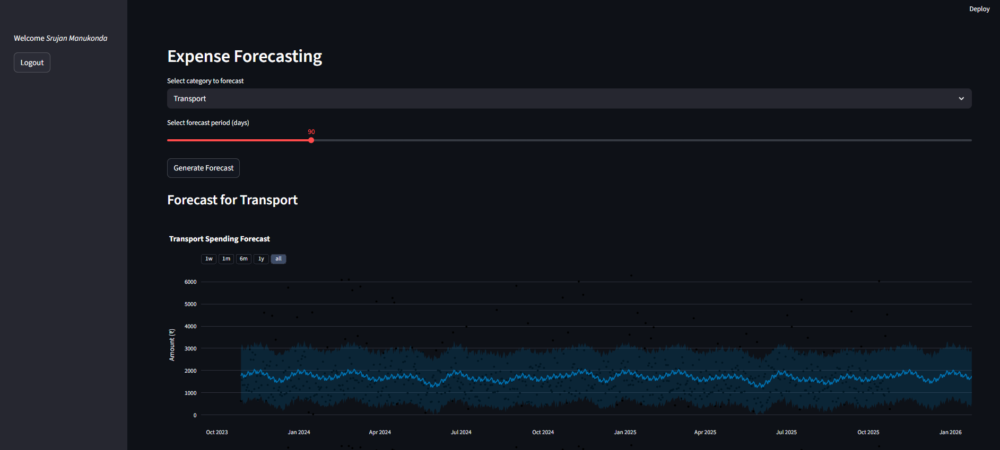 Deploy
Welcome Srujan Manukonda
Logout
Expense Forecasting
Select category to forecast
Transport
Select forecast period (days)
90
Generate Forecast
Forecast for Transport
Transport Spending Forecast
1w 1m 6m 1y all
6000
5000
4000
3000
2000
1000
0
Amount (₹)
Oct 2023 Jan 2024 Apr 2024 Jul 2024 Oct 2024 Jan 2025 Apr 2025 Jul 2025 Oct 2025 Jan 2026